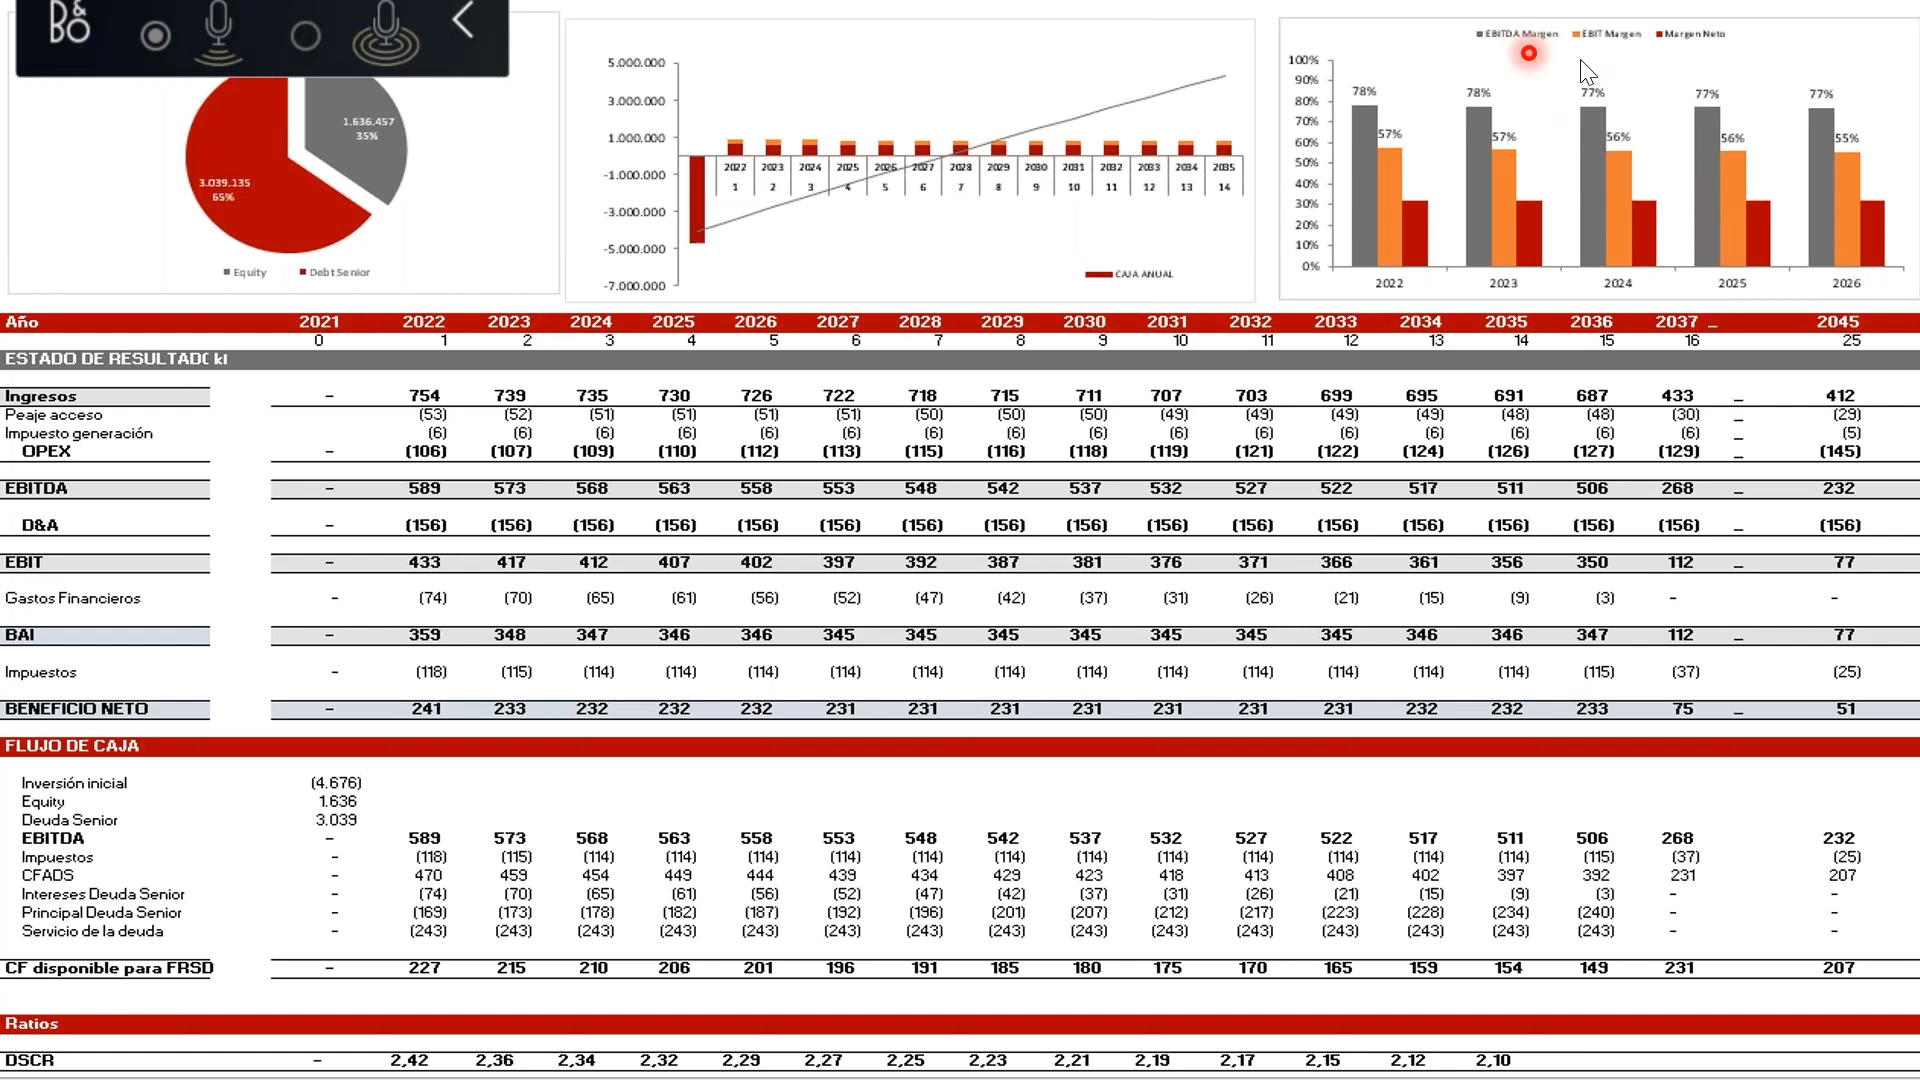 B&O
1.636.457
35%
3.039.135
65%
Equity Debt Senior
5.000.000
3.000.000
1.000.000
-1.000.000
-3.000.000
-5.000.000
-7.000.000
2022 2023 2024 2025 2026 2027 2028 2029 2030 2031 2032 2033 2034 2035
1 2 3 4 5 6 7 8 9 10 11 12 13 14
CAJA ANUAL
EBITDA Margen EBIT Margen Margen Neto
100%
90%
80%
70%
60%
50%
40%
30%
20%
10%
0%
78% 78% 77% 77% 77%
57% 57% 56% 56% 55%
2022 2023 2024 2025 2026
Año 2021 2022 2023 2024 2025 2026 2027 2028 2029 2030 2031 2032 2033 2034 2035 2036 2037 _ 2045
0 1 2 3 4 5 6 7 8 9 10 11 12 13 14 15 16 25
ESTADO DE RESULTADO k
Ingresos - 754 739 735 730 726 722 718 715 711 707 703 699 695 691 687 433 _ 412
Peaje acceso (53) (52) (51) (51) (51) (51) (50) (50) (50) (49) (49) (49) (49) (48) (48) (30) _ (29)
Impuesto generación (6) (6) (6) (6) (6) (6) (6) (6) (6) (6) (6) (6) (6) (6) (6) (6) _ (5)
OPEX - (106) (107) (109) (110) (112) (113) (115) (116) (118) (119) (121) (122) (124) (126) (127) (129) _ (145)
EBITDA - 589 573 568 563 558 553 548 542 537 532 527 522 517 511 506 268 _ 232
D&A - (156) (156) (156) (156) (156) (156) (156) (156) (156) (156) (156) (156) (156) (156) (156) (156) _ (156)
EBIT - 433 417 412 407 402 397 392 387 381 376 371 366 361 356 350 112 _ 77
Gastos Financieros - (74) (70) (65) (61) (56) (52) (47) (42) (37) (31) (26) (21) (15) (9) (3) - -
BAI - 359 348 347 346 346 345 345 345 345 345 345 345 346 346 347 112 _ 77
Impuestos - (118) (115) (114) (114) (114) (114) (114) (114) (114) (114) (114) (114) (114) (114) (115) (37) (25)
BENEFICIO NETO - 241 233 232 232 232 231 231 231 231 231 231 231 232 232 233 75 _ 51
FLUJO DE CAJA
Inversión inicial (4.676)
Equity 1.636
Deuda Senior 3.039
EBITDA - 589 573 568 563 558 553 548 542 537 532 527 522 517 511 506 268 232
Impuestos - (118) (115) (114) (114) (114) (114) (114) (114) (114) (114) (114) (114) (114) (114) (115) (37) (25)
CFADS - 470 459 454 449 444 439 434 429 423 418 413 408 402 397 392 231 207
Intereses Deuda Senior - (74) (70) (65) (61) (56) (52) (47) (42) (37) (31) (26) (21) (15) (9) (3) - -
Principal Deuda Senior - (169) (173) (178) (182) (187) (192) (196) (201) (207) (212) (217) (223) (228) (234) (240) - -
Servicio de la deuda - (243) (243) (243) (243) (243) (243) (243) (243) (243) (243) (243) (243) (243) (243) (243) - -
CF disponible para FRSD - 227 215 210 206 201 196 191 185 180 175 170 165 159 154 149 231 207
Ratios
DSCR - 2,42 2,36 2,34 2,32 2,29 2,27 2,25 2,23 2,21 2,19 2,17 2,15 2,12 2,10